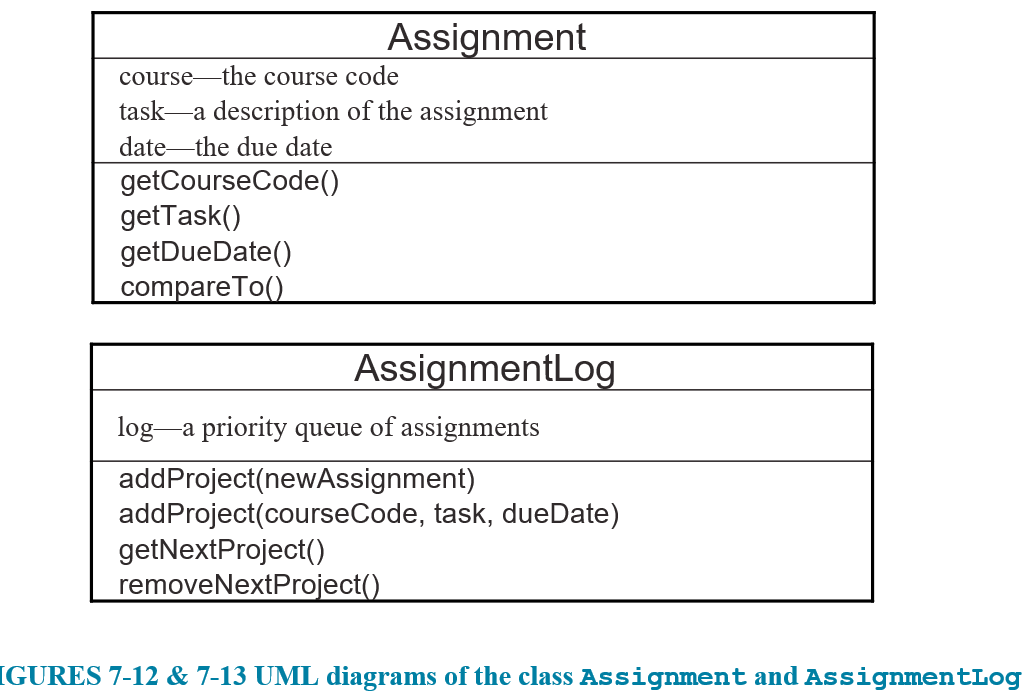 Assignment
course—the course code
task—a description of the assignment
date—the due date
getCourseCode()
getTask()
getDueDate()
compareTo()
AssignmentLog
log—a priority queue of assignments
addProject(newAssignment)
addProject(courseCode, task, dueDate)
getNextProject()
removeNextProject()
IGURES 7-12 & 7-13 UML diagrams of the class Assignment and AssignmentLog